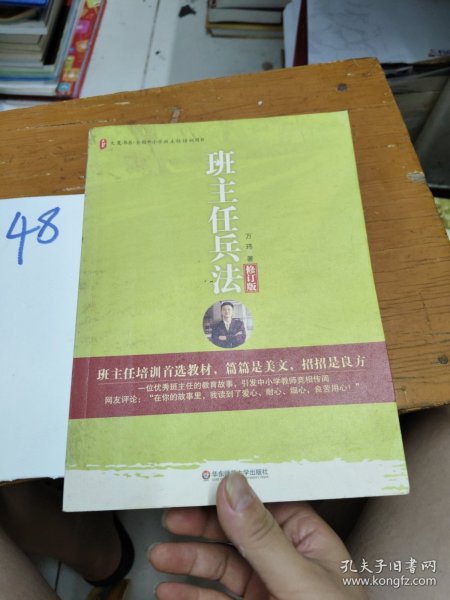 48
大夏书系·全国中小学班主任培训用书
班主任兵法
万玮 著
修订版
班主任培训首选教材，篇篇是美文，招招是良方
一位优秀班主任的教育故事，引发中小学教师竞相传阅
网友评论：“在你的故事里，我读到了爱心、耐心、细心，良苦用心！”
华东师范大学出版社
孔夫子旧书网
www.kongfz.com